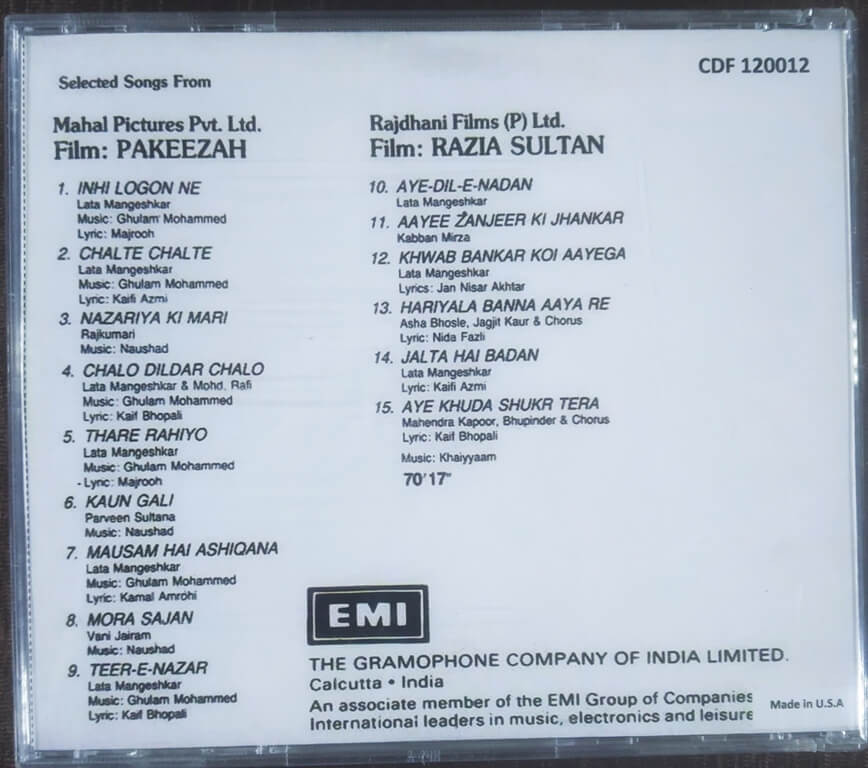 CDF 120012
Selected Songs From
Mahal Pictures Pvt. Ltd.
Film: PAKEEZAH
1. INHI LOGON NE
Lata Mangeshkar
Music: Ghulam Mohammed
Lyric: Majrooh
2. CHALTE CHALTE
Lata Mangeshkar
Music: Ghulam Mohammed
Lyric: Kaifi Azmi
3. NAZARIYA KI MARI
Rajkumari
Music: Naushad
4. CHALO DILDAR CHALO
Lata Mangeshkar & Mohd. Rafi
Music: Ghulam Mohammed
Lyric: Kaif Bhopali
5. THARE RAHIYO
Lata Mangeshkar
Music: Ghulam Mohammed
Lyric: Majrooh
6. KAUN GALI
Parveen Sultana
Music: Naushad
7. MAUSAM HAI ASHIQANA
Lata Mangeshkar
Music: Ghulam Mohammed
Lyric: Kamal Amrohi
8. MORA SAJAN
Vani Jairam
Music: Naushad
9. TEER-E-NAZAR
Lata Mangeshkar
Music: Ghulam Mohammed
Lyric: Kaif Bhopali
Rajdhani Films (P) Ltd.
Film: RAZIA SULTAN
10. AYE-DIL-E-NADAN
Lata Mangeshkar
11. AAYEE ZANJEER KI JHANKAR
Kabban Mirza
12. KHWAB BANKAR KOI AAYEGA
Lata Mangeshkar
Lyrics: Jan Nisar Akhtar
13. HARIYALA BANNA AAYA RE
Asha Bhosle, Jagjit Kaur & Chorus
Lyric: Nida Fazli
14. JALTA HAI BADAN
Lata Mangeshkar
Lyric: Kaifi Azmi
15. AYE KHUDA SHUKR TERA
Mahendra Kapoor, Bhupinder & Chorus
Lyric: Kaif Bhopali
Music: Khaiyyaam
70'17"
EMI
THE GRAMOPHONE COMPANY OF INDIA LIMITED.
Calcutta • India
An associate member of the EMI Group of Companies
International leaders in music, electronics and leisure
Made in U.S.A